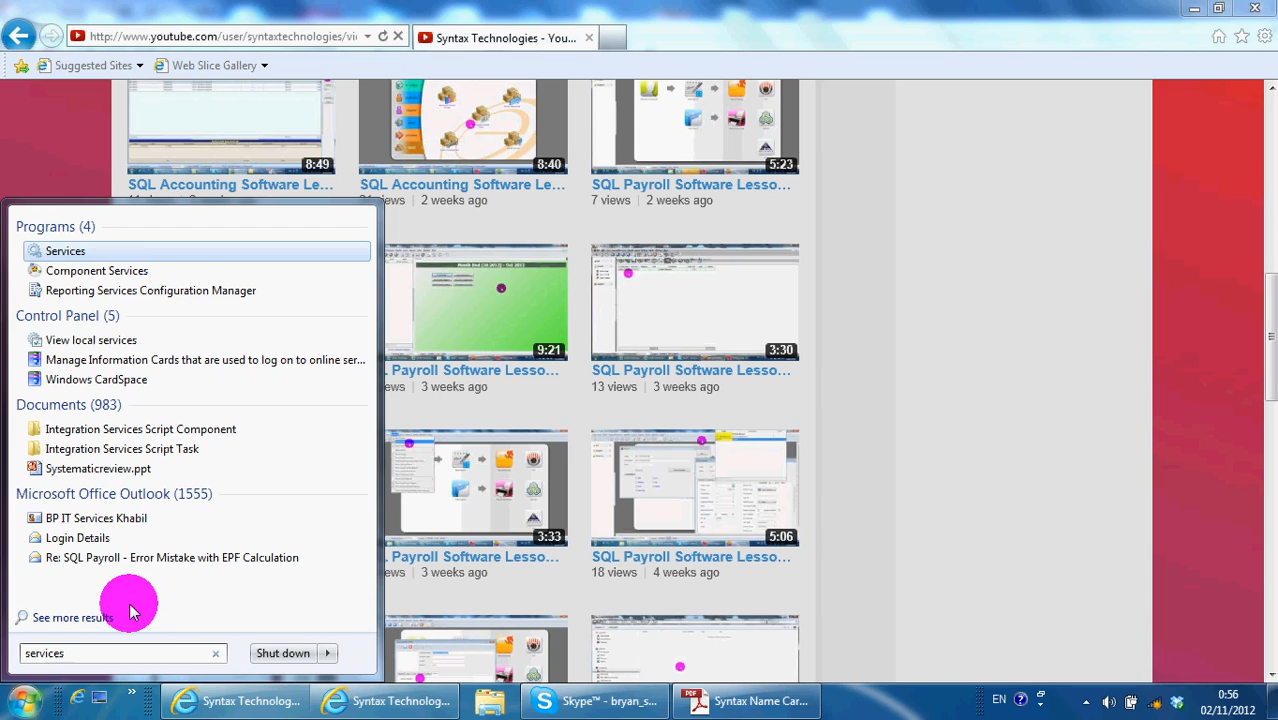 http://www.youtube.com/user/syntaxtechnologies/vi
Syntax Technologies - You...
Suggested Sites
Web Slice Gallery
8:49
8:40
5:23
SQL Accounting Software Le...
SQL Accounting Software Le...
SQL Payroll Software Lesso...
2 weeks ago
7 views
2 weeks ago
Programs (4)
Services
Component Services
Reporting Services Configuration Manager
Control Panel (5)
View local services
Manage Information Cards that are used to log on to online se...
Windows CardSpace
Documents (983)
Integration Services Script Component
Integration Services Script Task
Systematicreviewsr
Microsoft Office Outlook (1555)
IT Services Khabil
SQL Payroll - Error Mistake with EPF Calculation
See more results
services
Shut down
9:21
3:30
L Payroll Software Lesso...
SQL Payroll Software Lesso...
ews
3 weeks ago
13 views
3 weeks ago
3:33
5:06
L Payroll Software Lesso...
SQL Payroll Software Lesso...
ews
3 weeks ago
18 views
4 weeks ago
Syntax Technolog...
Syntax Technolog...
Skype™ - bryan_s...
Syntax Name Car...
EN
0:56
02/11/2012